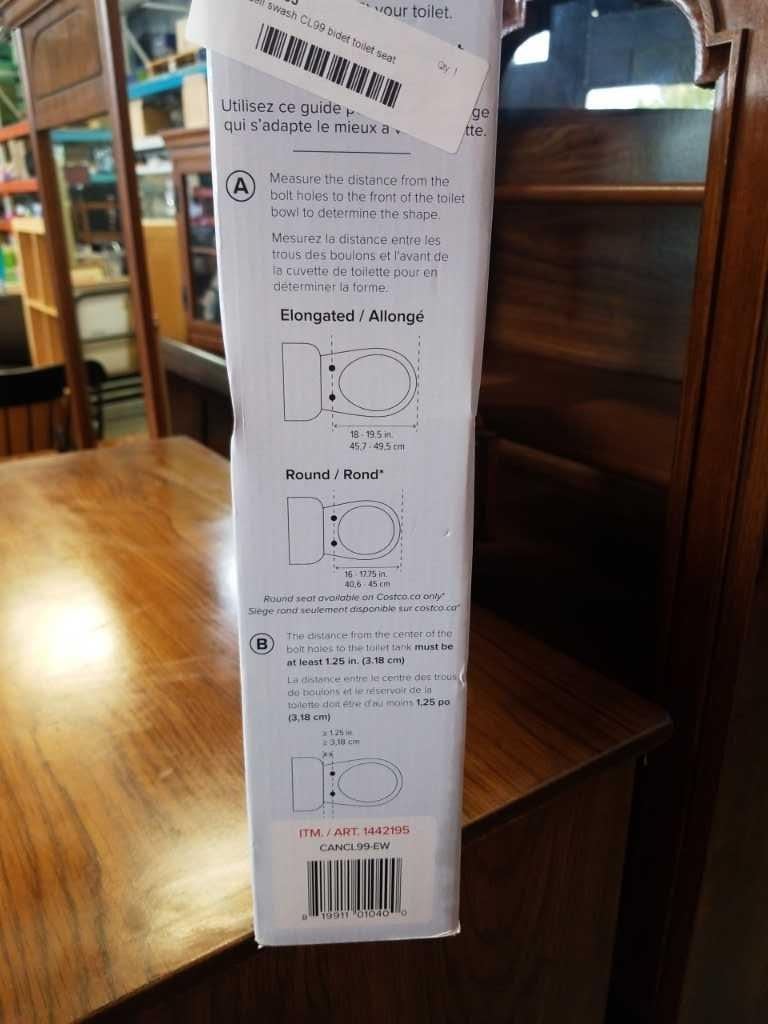 your toilet.
swash CL99 bidet toilet seat
Qty: 1
Utilisez ce guide
ge
qui s'adapte le mieux à
tte.
A
Measure the distance from the
bolt holes to the front of the toilet
bowl to determine the shape.
Mesurez la distance entre les
trous des boulons et l'avant de
la cuvette de toilette pour en
déterminer la forme.
Elongated / Allongé
18 - 19.5 in.
45,7 - 49,5 cm
Round / Rond*
16 - 17.75 in.
40,6 - 45 cm
Round seat available on Costco.ca only*
Siège rond seulement disponible sur costco.ca*
B
The distance from the center of the
bolt holes to the toilet tank must be
at least 1.25 in. (3.18 cm)
La distance entre le centre des trous
de boulons et le réservoir de la
toilette doit être d'au moins 1,25 po
(3,18 cm)
≥ 1.25 in.
≥ 3,18 cm
ITM. / ART. 1442195
CANCL99-EW
8 19911 01040 0